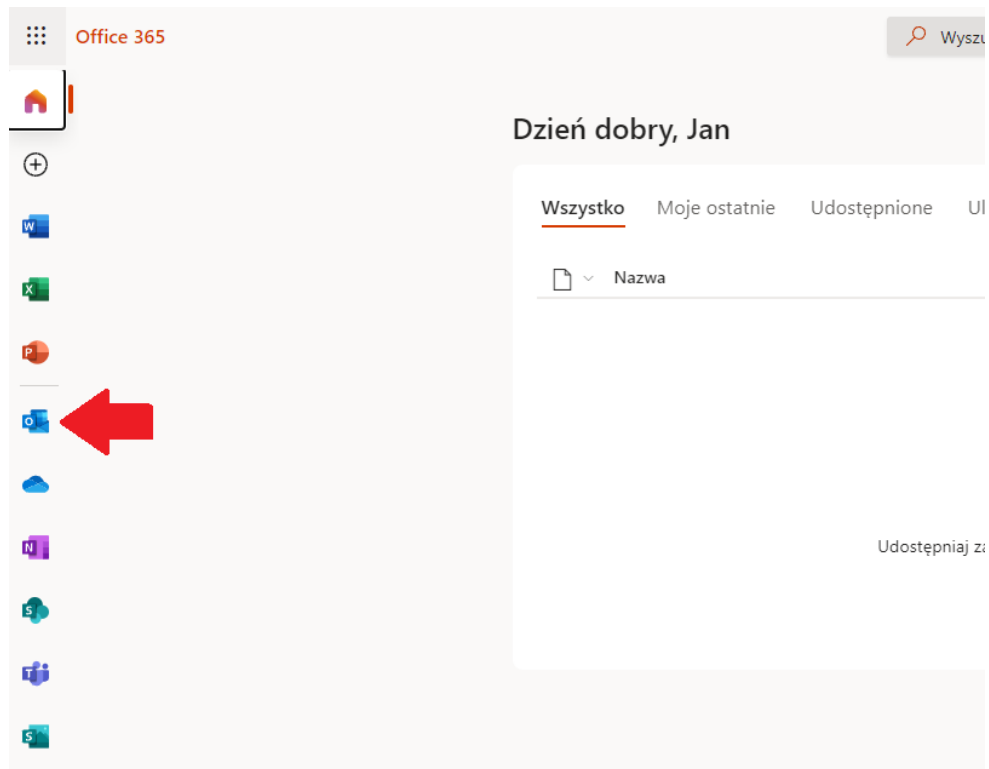 Office 365
Wyszu
Dzień dobry, Jan
Wszystko Moje ostatnie Udostępnione Ul
Nazwa
W
X
P
O
Udostępniaj za
N
S
T
S